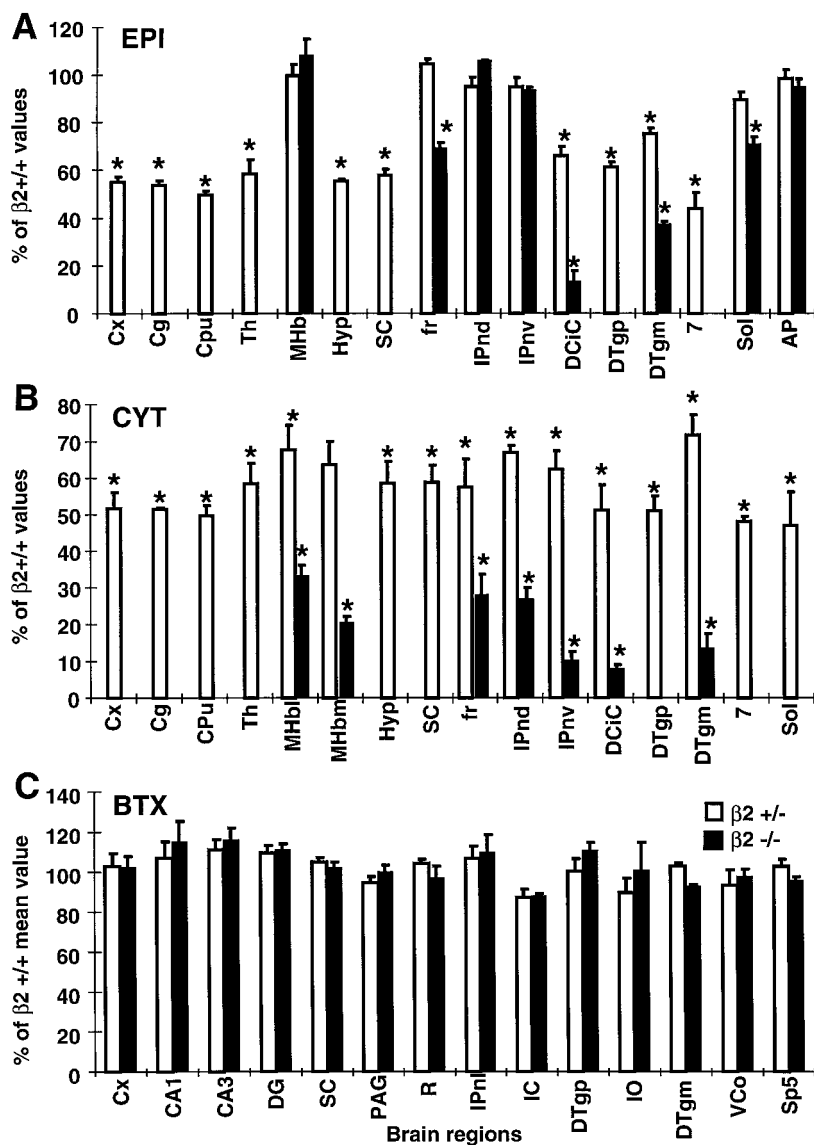 A EPI
% of β2+/+ values
120
100
80
60
40
20
0
* * * * * * * * * * * * * *
Cx Cg Cpu Th MHb Hyp SC fr IPnd IPnv DCiC DTgp DTgm 7 Sol AP
B CYT
% of β2+/+ values
80
70
60
50
40
30
20
10
0
* * * * * * * * * * * * * * * * * * * * * *
Cx Cg CPu Th MHbl MHbm Hyp SC fr IPnd IPnv DCiC DTgp DTgm 7 Sol
C BTX
β2 +/-
β2 -/-
% of β2 +/+ mean value
140
120
100
80
60
40
20
0
Cx CA1 CA3 DG SC PAG R IPnl IC DTgp IO DTgm VCo Sp5
Brain regions